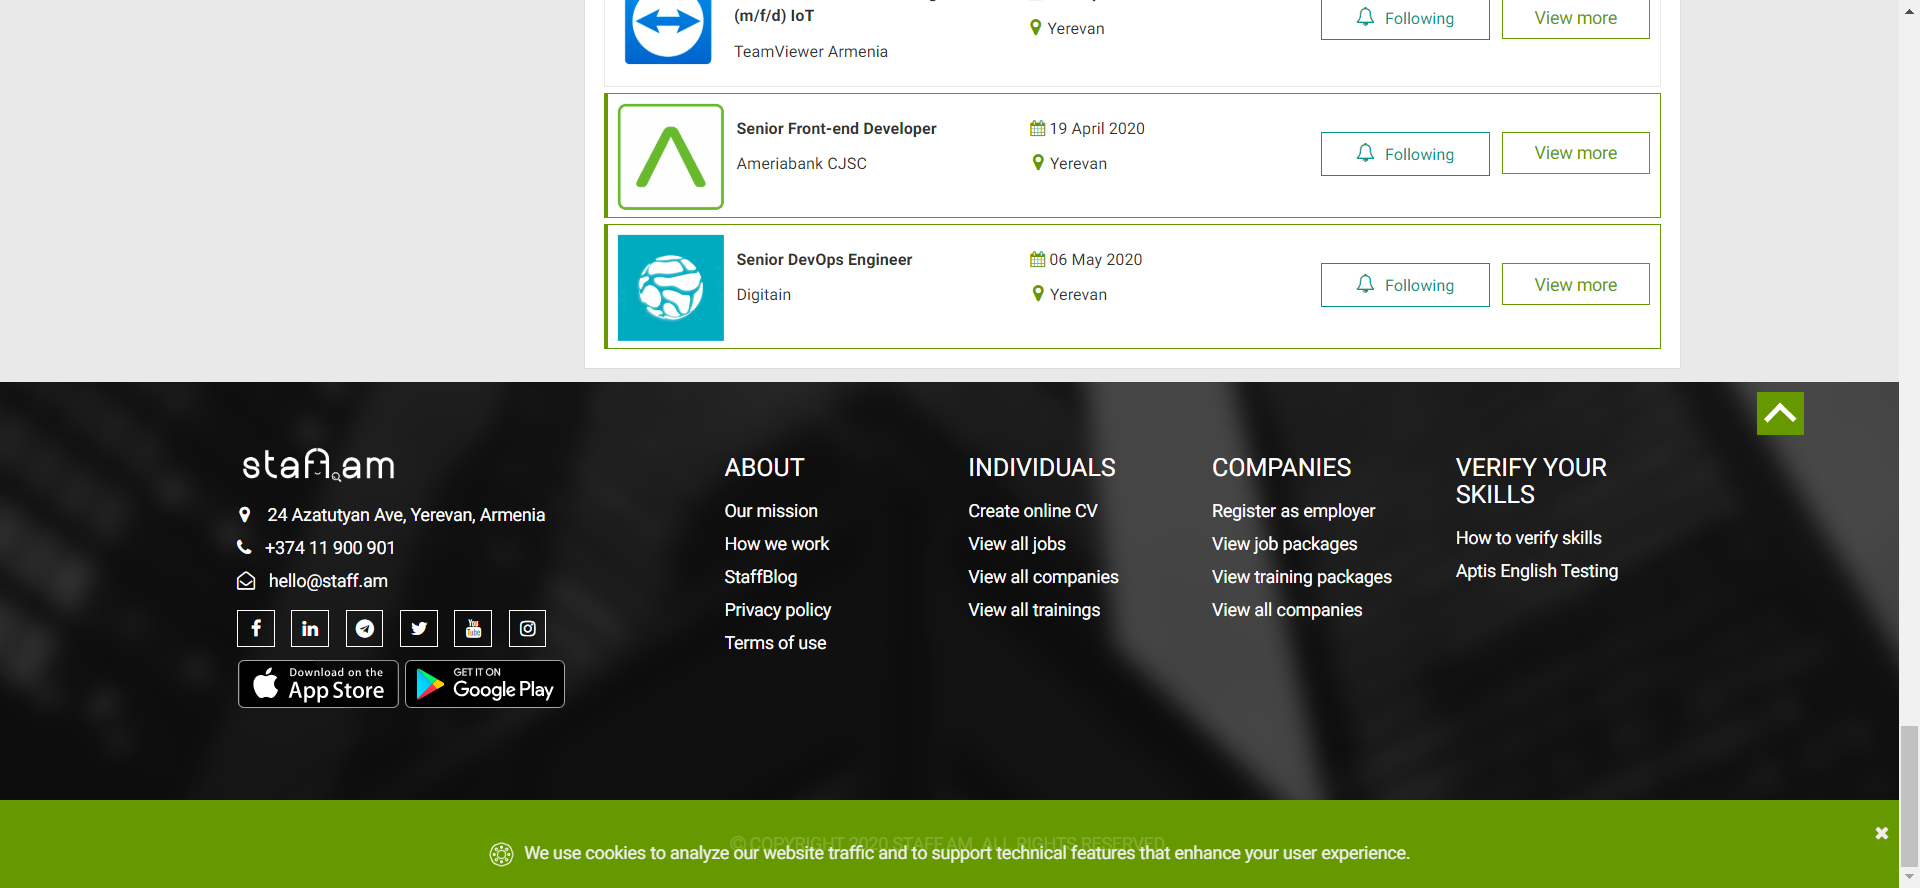 (m/f/d) IoT
TeamViewer Armenia
Yerevan
Following
View more
Senior Front-end Developer
Ameriabank CJSC
19 April 2020
Yerevan
Following
View more
Senior DevOps Engineer
Digitain
06 May 2020
Yerevan
Following
View more
staff.am
24 Azatutyan Ave, Yerevan, Armenia
+374 11 900 901
hello@staff.am
You
Tube
Download on the
App Store
GET IT ON
Google Play
ABOUT
Our mission
How we work
StaffBlog
Privacy policy
Terms of use
INDIVIDUALS
Create online CV
View all jobs
View all companies
View all trainings
COMPANIES
Register as employer
View job packages
View training packages
View all companies
VERIFY YOUR
SKILLS
How to verify skills
Aptis English Testing
© COPYRIGHT 2020 STAFF.AM. ALL RIGHTS RESERVED.
We use cookies to analyze our website traffic and to support technical features that enhance your user experience.